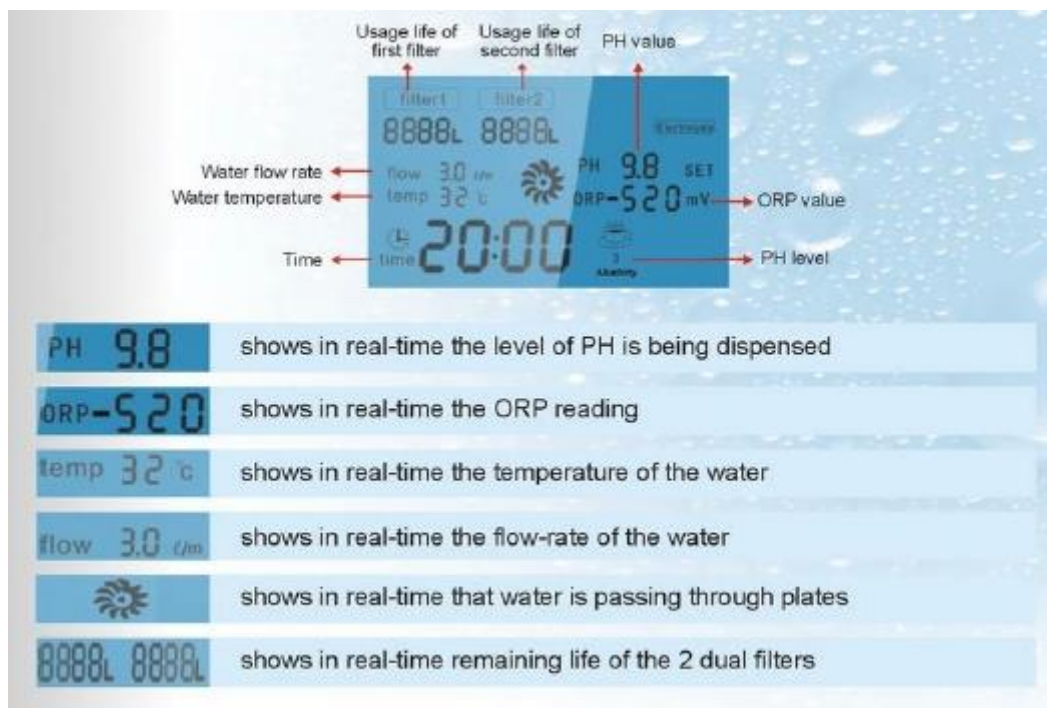 Usage life of first filter
Usage life of second filter
PH value
filter1 filter2
8888L 8888L
Water flow rate
flow 3.0 ℓ/m
PH 9.8 SET
Water temperature
temp 32 ℃
ORP-520mV
ORP value
Time
time 20:00
3
Alkalinity
PH level
PH 9.8 shows in real-time the level of PH is being dispensed
ORP-520 shows in real-time the ORP reading
temp 32 ℃ shows in real-time the temperature of the water
flow 3.0 ℓ/m shows in real-time the flow-rate of the water
shows in real-time that water is passing through plates
8888L 8888L shows in real-time remaining life of the 2 dual filters